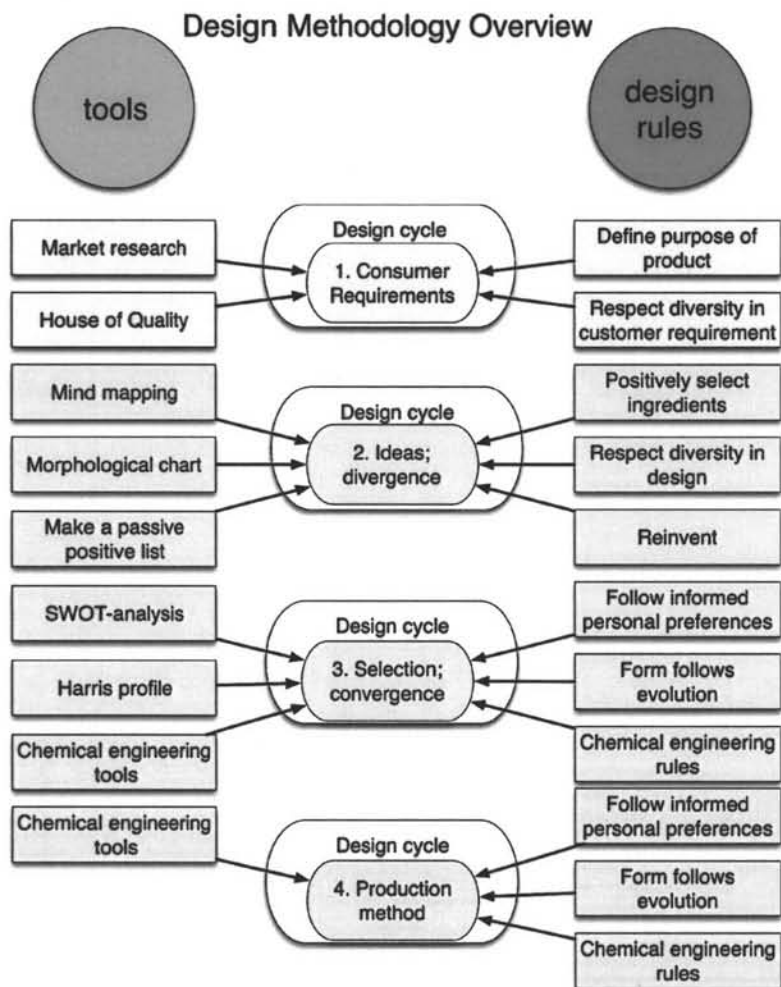 Design Methodology Overview
tools
design
rules
Market research
House of Quality
Design cycle
1. Consumer
Requirements
Define purpose of
product
Respect diversity in
customer requirement
Mind mapping
Morphological chart
Make a passive
positive list
Design cycle
2. Ideas;
divergence
Positively select
ingredients
Respect diversity in
design
Reinvent
SWOT-analysis
Harris profile
Chemical engineering
tools
Design cycle
3. Selection;
convergence
Follow informed
personal preferences
Form follows
evolution
Chemical engineering
rules
Chemical engineering
tools
Design cycle
4. Production
method
Follow informed
personal preferences
Form follows
evolution
Chemical engineering
rules